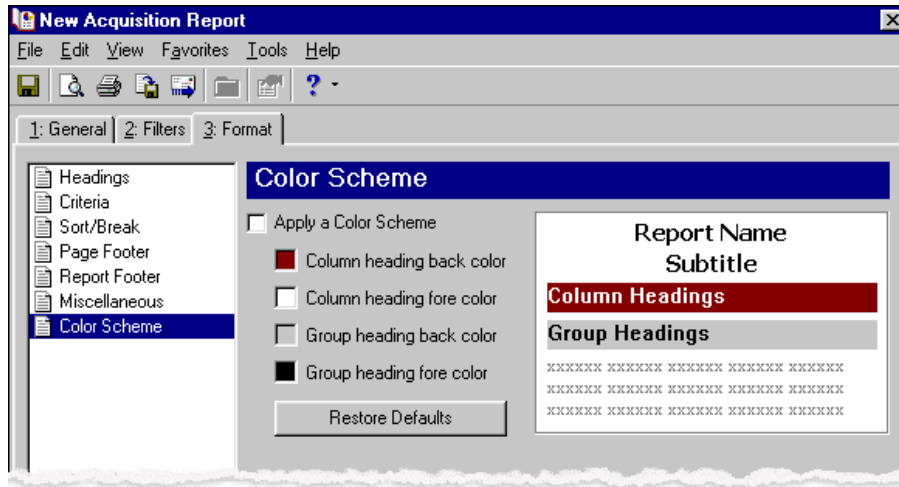 New Acquisition Report
File Edit View Favorites Tools Help
?
1: General 2: Filters 3: Format
Headings
Criteria
Sort/Break
Page Footer
Report Footer
Miscellaneous
Color Scheme
Color Scheme
Apply a Color Scheme
Column heading back color
Column heading fore color
Group heading back color
Group heading fore color
Restore Defaults
Report Name
Subtitle
Column Headings
Group Headings
xxxxxx xxxxxx xxxxxx xxxxxx xxxxxx
xxxxxx xxxxxx xxxxxx xxxxxx xxxxxx
xxxxxx xxxxxx xxxxxx xxxxxx xxxxxx